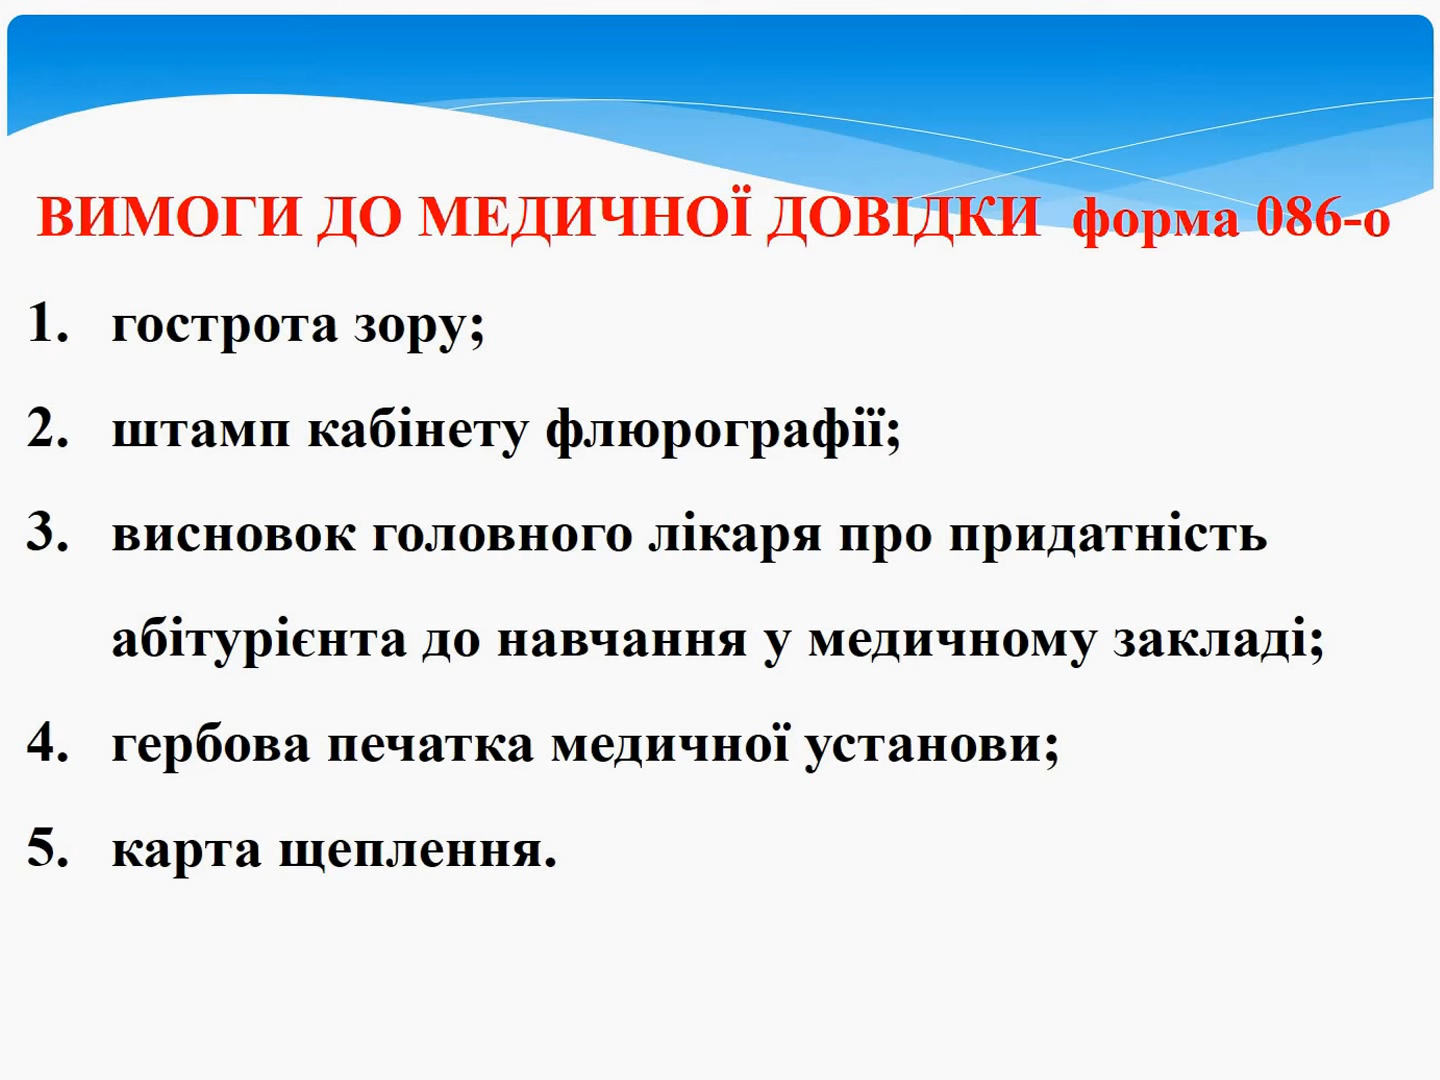 ВИМОГИ ДО МЕДИЧНОЇ ДОВІДКИ форма 086-о
1. гострота зору;
2. штамп кабінету флюрографії;
3. висновок головного лікаря про придатність
абітурієнта до навчання у медичному закладі;
4. гербова печатка медичної установи;
5. карта щеплення.